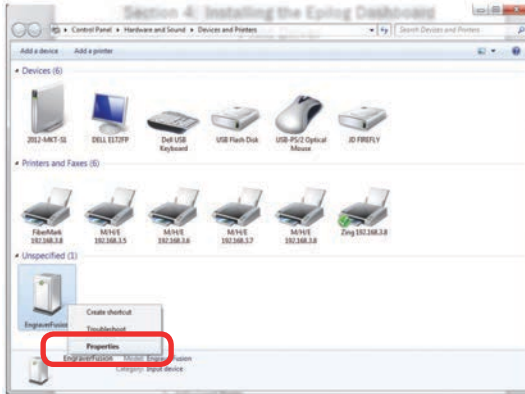 Section 4: Installing the Epilog Dashboard
Control Panel ▸ Hardware and Sound ▸ Devices and Printers
Search Devices and Printers
Add a device Add a printer
Devices (6)
2012-MKT-51 DELL E172FP Dell USB Keyboard USB Flash Disk USB-PS/2 Optical Mouse JD FIREFLY
Printers and Faxes (6)
FiberMark 192.168.3.8 M/H/E 192.168.3.5 M/H/E 192.168.3.6 M/H/E 192.168.3.7 M/H/E 192.168.3.8 Zing 192.168.3.8
Unspecified (1)
EngraverFusion
Create shortcut
Troubleshoot
Properties
EngraverFusion Model: EngraverFusion
Category: Input device